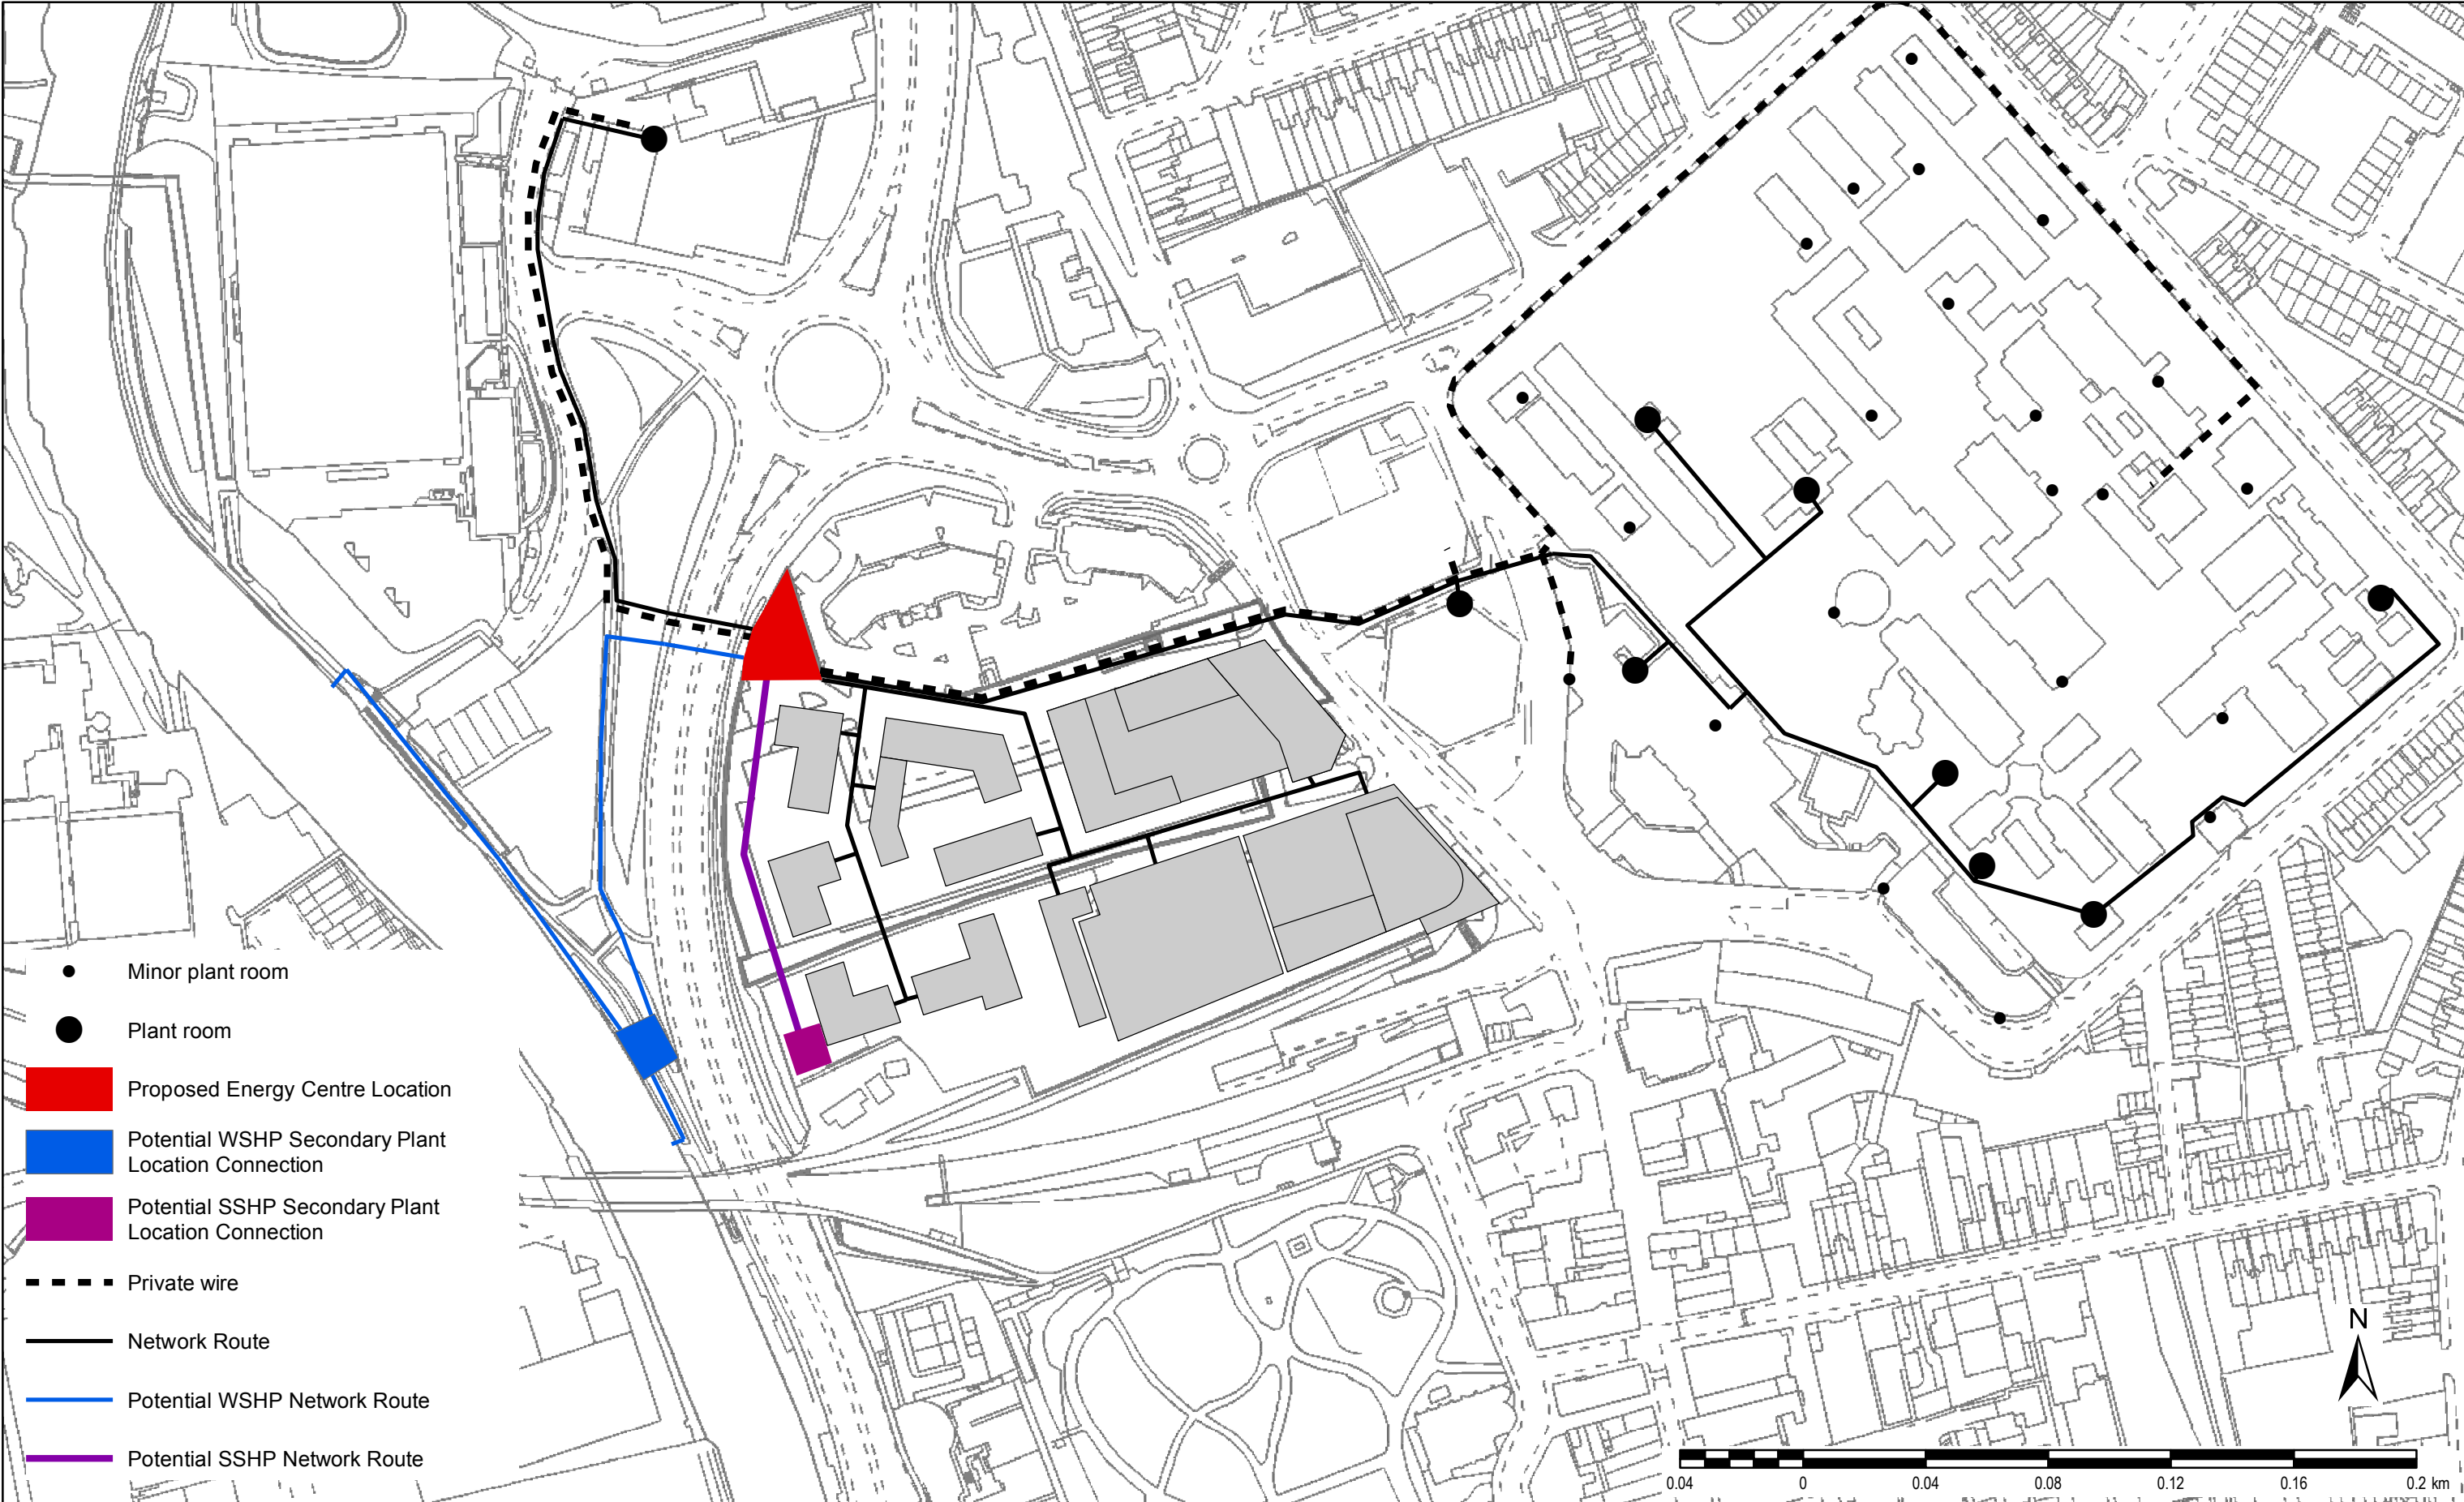 Minor plant room
Plant room
Proposed Energy Centre Location
Potential WSHP Secondary Plant
Location Connection
Potential SSHP Secondary Plant
Location Connection
Private wire
Network Route
Potential WSHP Network Route
Potential SSHP Network Route
N
0.04 0 0.04 0.08 0.12 0.16 0.2 km